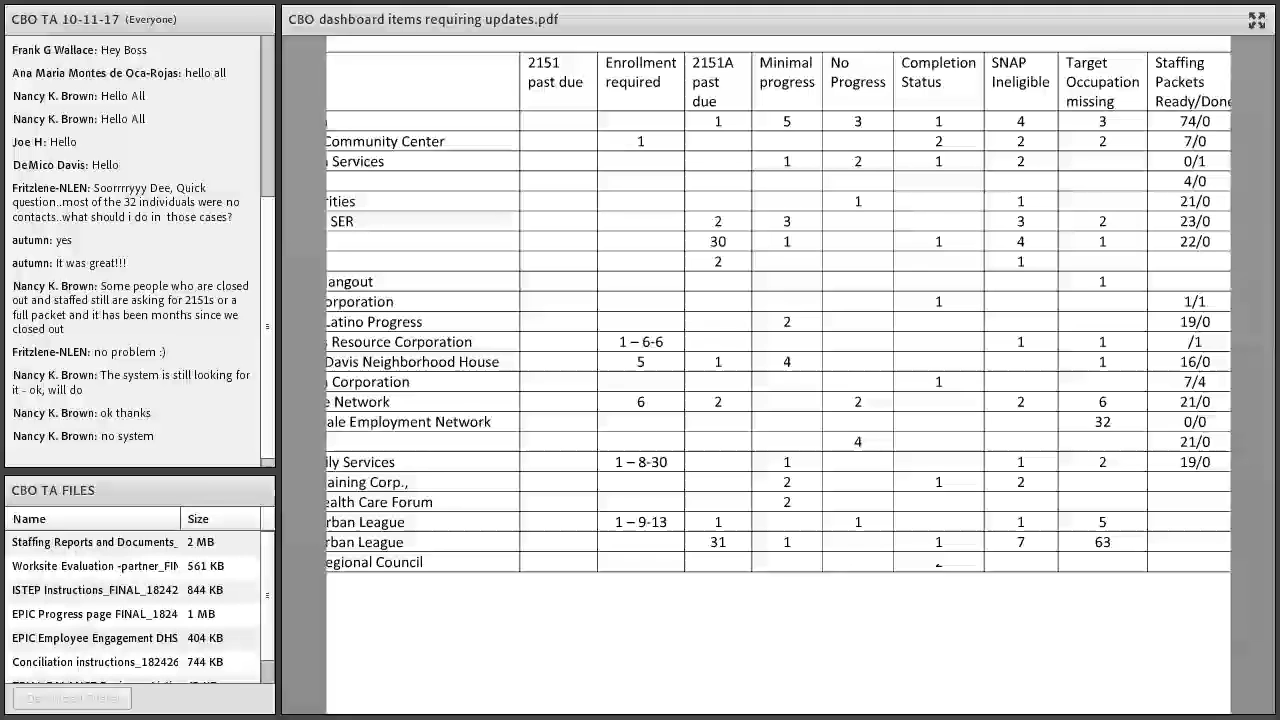 CBO TA 10-11-17 (Everyone)
Frank G Wallace: Hey Boss
Ana Maria Montes de Oca-Rojas: hello all
Nancy K. Brown: Hello All
Nancy K. Brown: Hello All
Joe H: Hello
DeMico Davis: Hello
Fritzlene-NLEN: Soorrrryyy Dee, Quick
question..most of the 32 individuals were no
contacts..what should i do in those cases?
autumn: yes
autumn: It was great!!!
Nancy K. Brown: Some people who are closed
out and staffed still are asking for 2151s or a
full packet and it has been months since we
closed out
Fritzlene-NLEN: no problem :)
Nancy K. Brown: The system is still looking for
it - ok, will do
Nancy K. Brown: ok thanks
Nancy K. Brown: no system
CBO TA FILES
Name Size
Staffing Reports and Documents_ 2 MB
Worksite Evaluation -partner_FIN 561 KB
ISTEP Instructions_FINAL_18242 844 KB
EPIC Progress page FINAL_1824 1 MB
EPIC Employee Engagement DHS 404 KB
Conciliation instructions_182426 744 KB
CBO dashboard items requiring updates.pdf
2151 Enrollment 2151A Minimal No Completion SNAP Target Staffing
past due required past progress Progress Status Ineligible Occupation Packets
due missing Ready/Done
1 5 3 1 4 3 74/0
Community Center 1 2 2 2 7/0
Services 1 2 1 2 0/1
4/0
rities 1 1 21/0
SER 2 3 3 2 23/0
30 1 1 4 1 22/0
2 1
angout 1
orporation 1 1/1
Latino Progress 2 19/0
Resource Corporation 1 – 6-6 1 1 /1
Davis Neighborhood House 5 1 4 1 16/0
Corporation 1 7/4
e Network 6 2 2 2 6 21/0
ale Employment Network 32 0/0
4 21/0
ily Services 1 – 8-30 1 1 2 19/0
aining Corp., 2 1 2
ealth Care Forum 2
rban League 1 – 9-13 1 1 1 5
rban League 31 1 1 7 63
egional Council